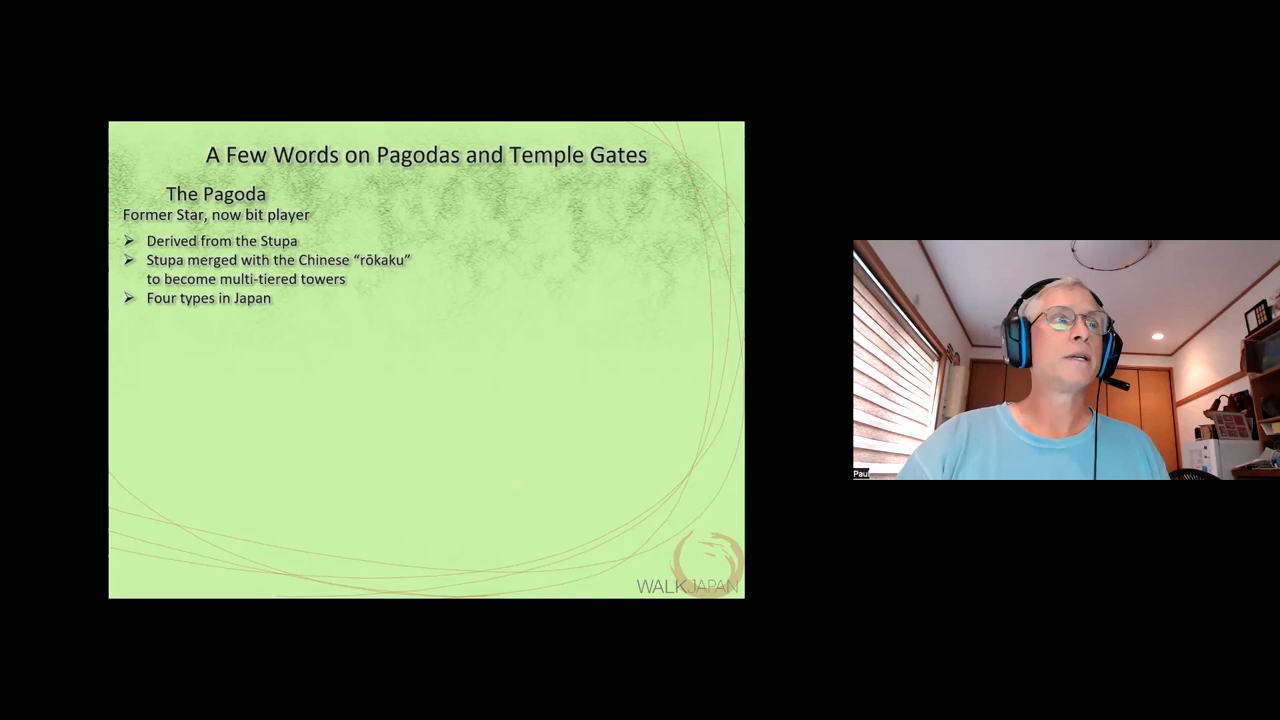 A Few Words on Pagodas and Temple Gates
The Pagoda
Former Star, now bit player
➢ Derived from the Stupa
➢ Stupa merged with the Chinese “rōkaku”
to become multi-tiered towers
➢ Four types in Japan
WALKJAPAN
Paul